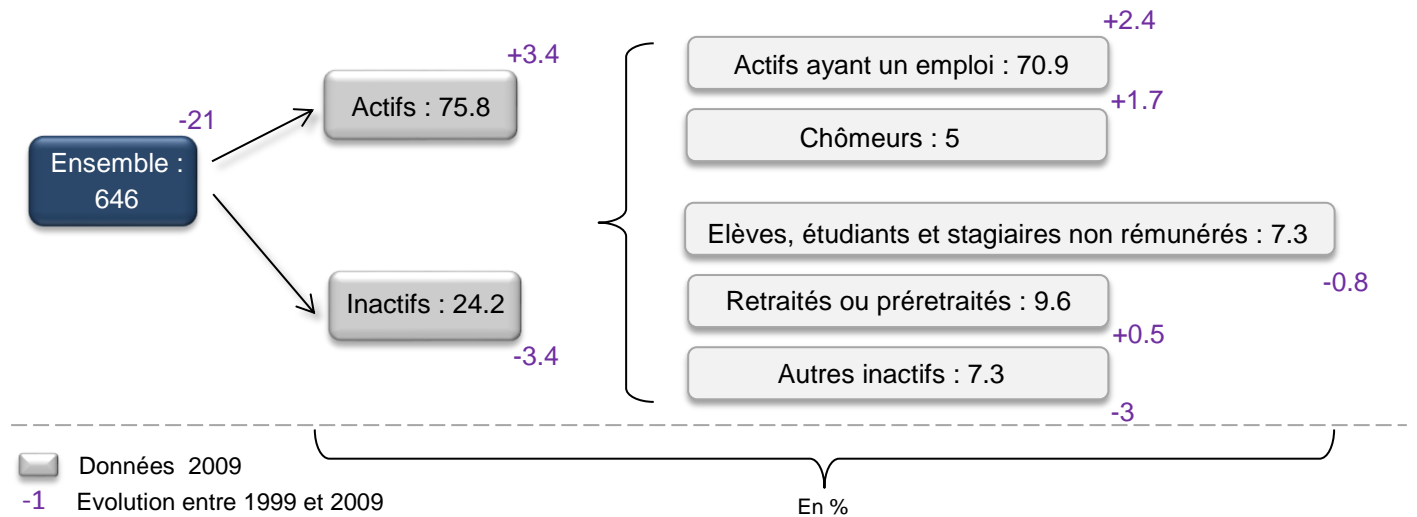 -21
Ensemble :
646
+3.4
Actifs : 75.8
Inactifs : 24.2
-3.4
+2.4
Actifs ayant un emploi : 70.9
+1.7
Chômeurs : 5
Elèves, étudiants et stagiaires non rémunérés : 7.3
-0.8
Retraités ou préretraités : 9.6
+0.5
Autres inactifs : 7.3
-3
Données 2009
-1 Evolution entre 1999 et 2009
En %